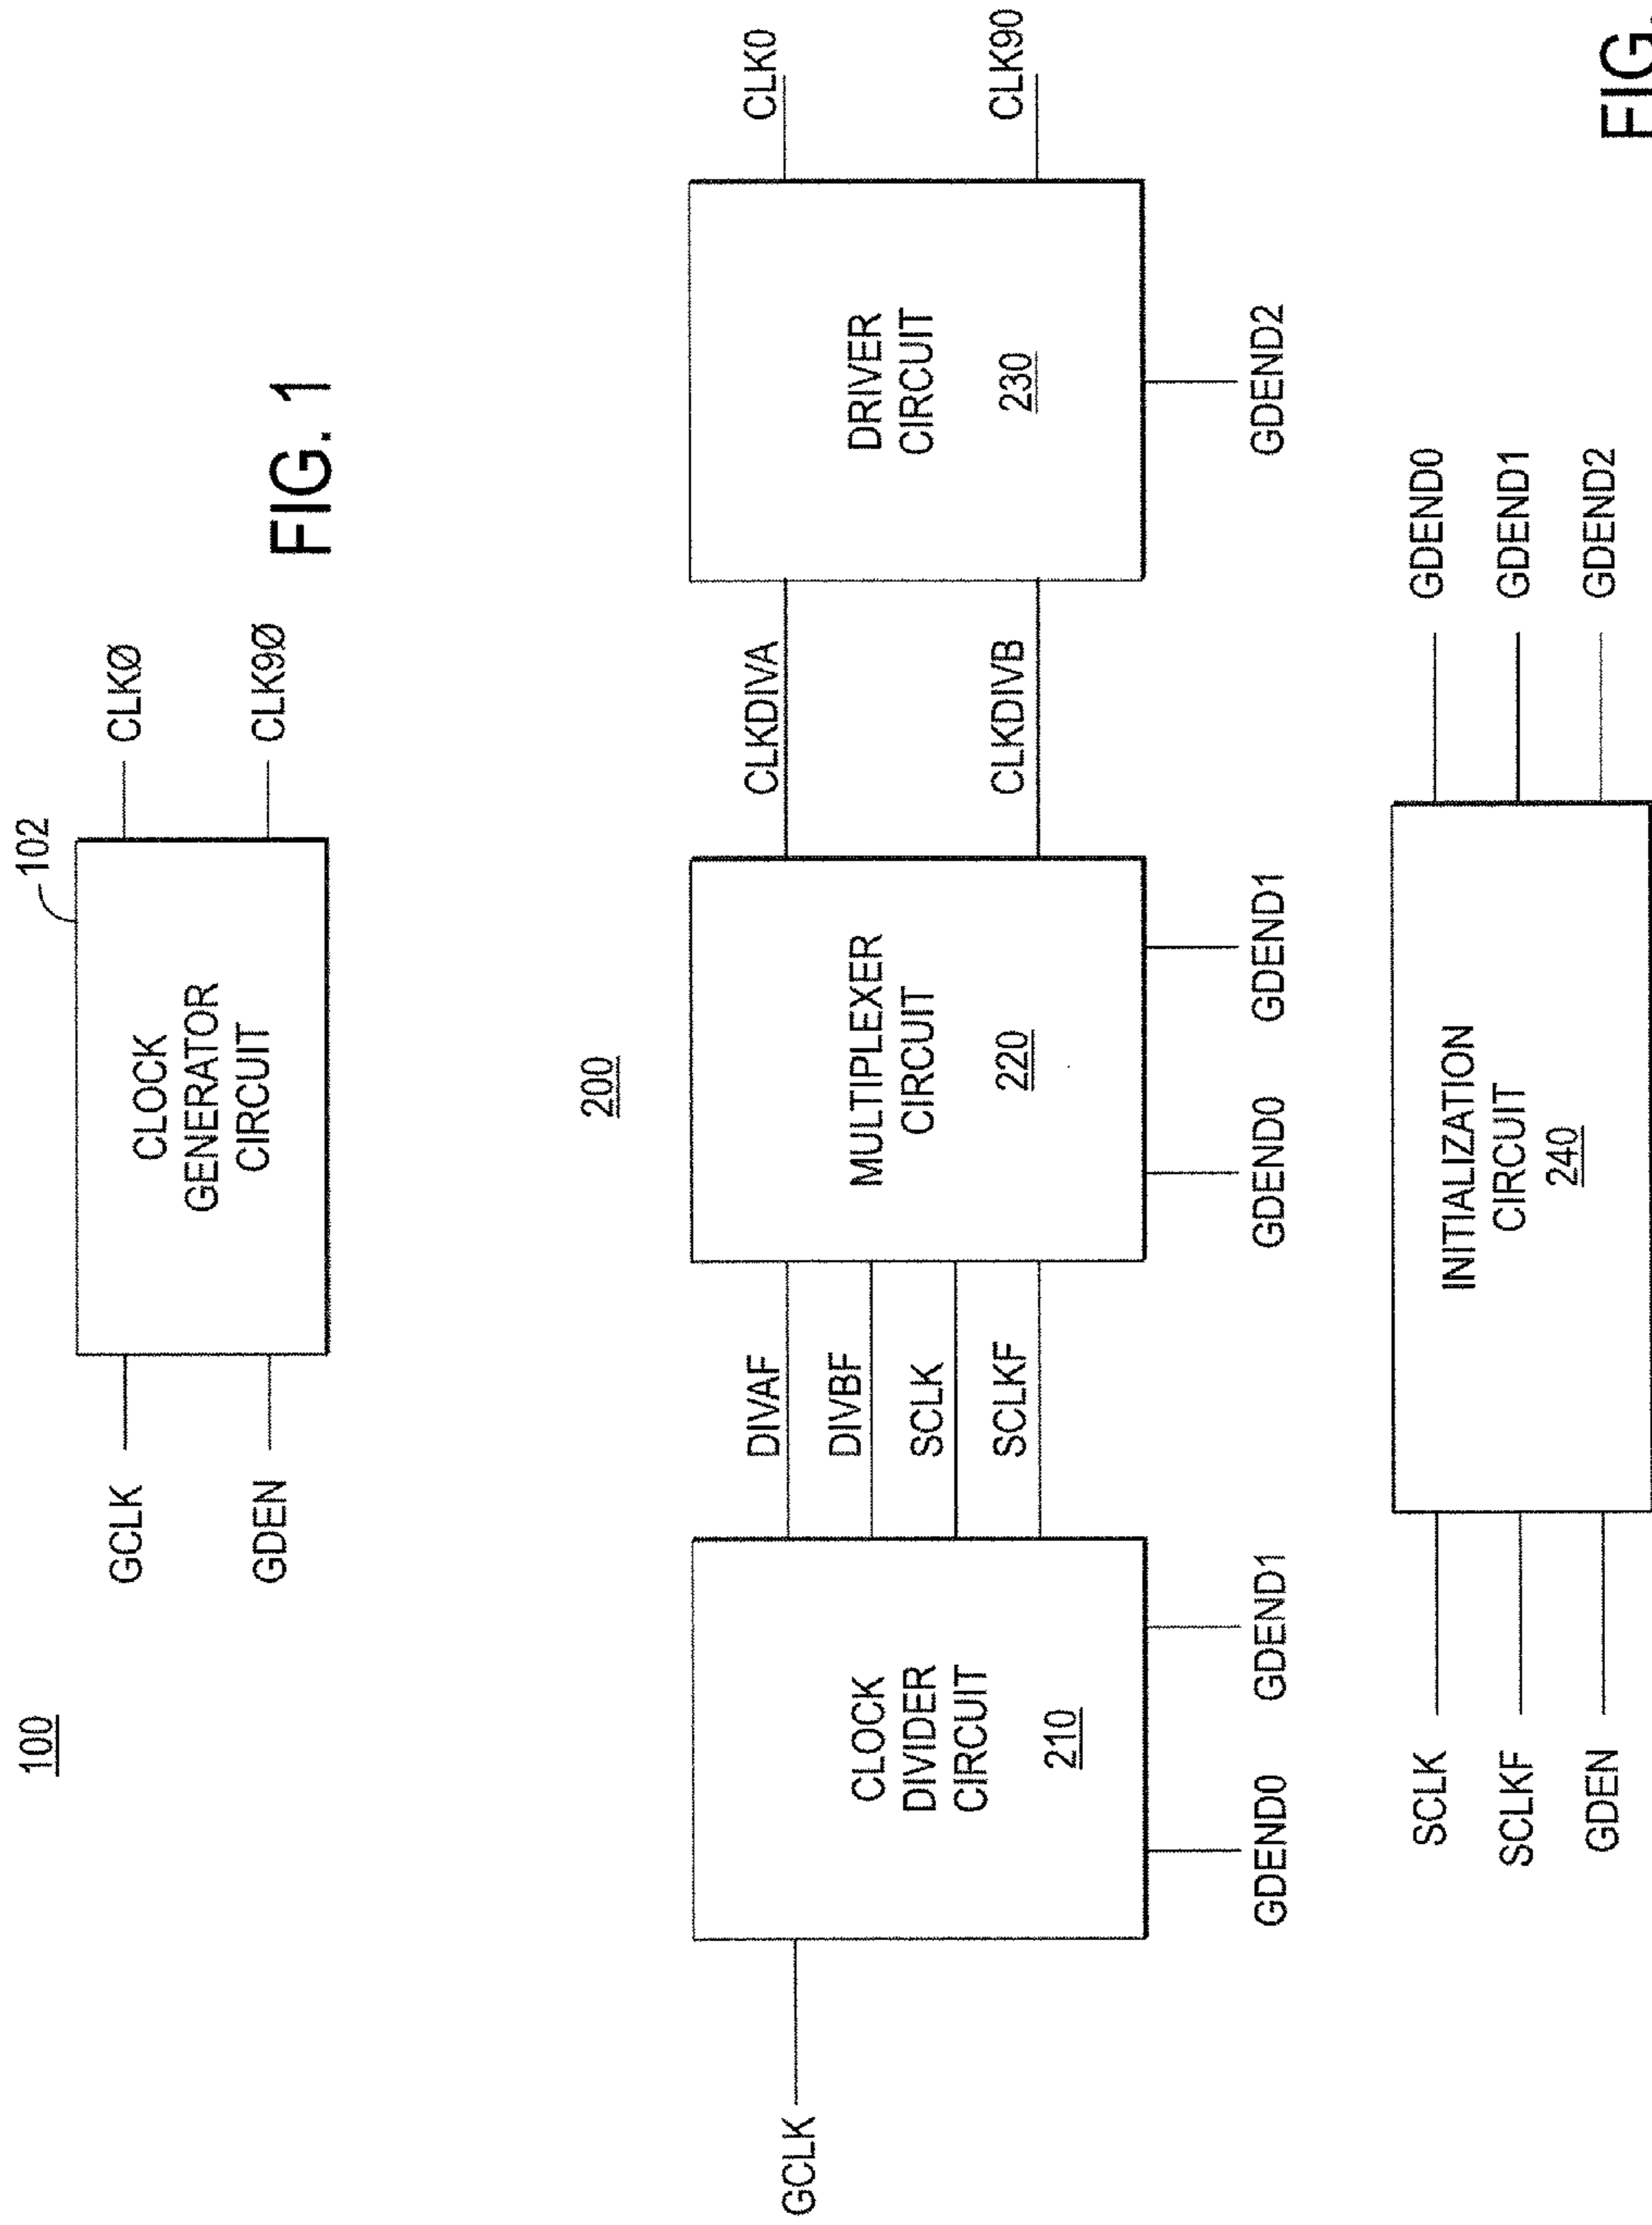 100
102
GCLK
GDEN
CLOCK
GENERATOR
CIRCUIT
CLKØ
CLK9Ø
FIG. 1
200
GCLK
CLOCK
DIVIDER
CIRCUIT
210
GDEND0
GDEND1
DIVAF
DIVBF
SCLK
SCLKF
MULTIPLEXER
CIRCUIT
220
GDEND0
GDEND1
CLKDIVA
CLKDIVB
DRIVER
CIRCUIT
230
GDEND2
CLK0
CLK90
SCLK
SCLKF
GDEN
INITIALIZATION
CIRCUIT
240
GDEND0
GDEND1
GDEND2
FIG.